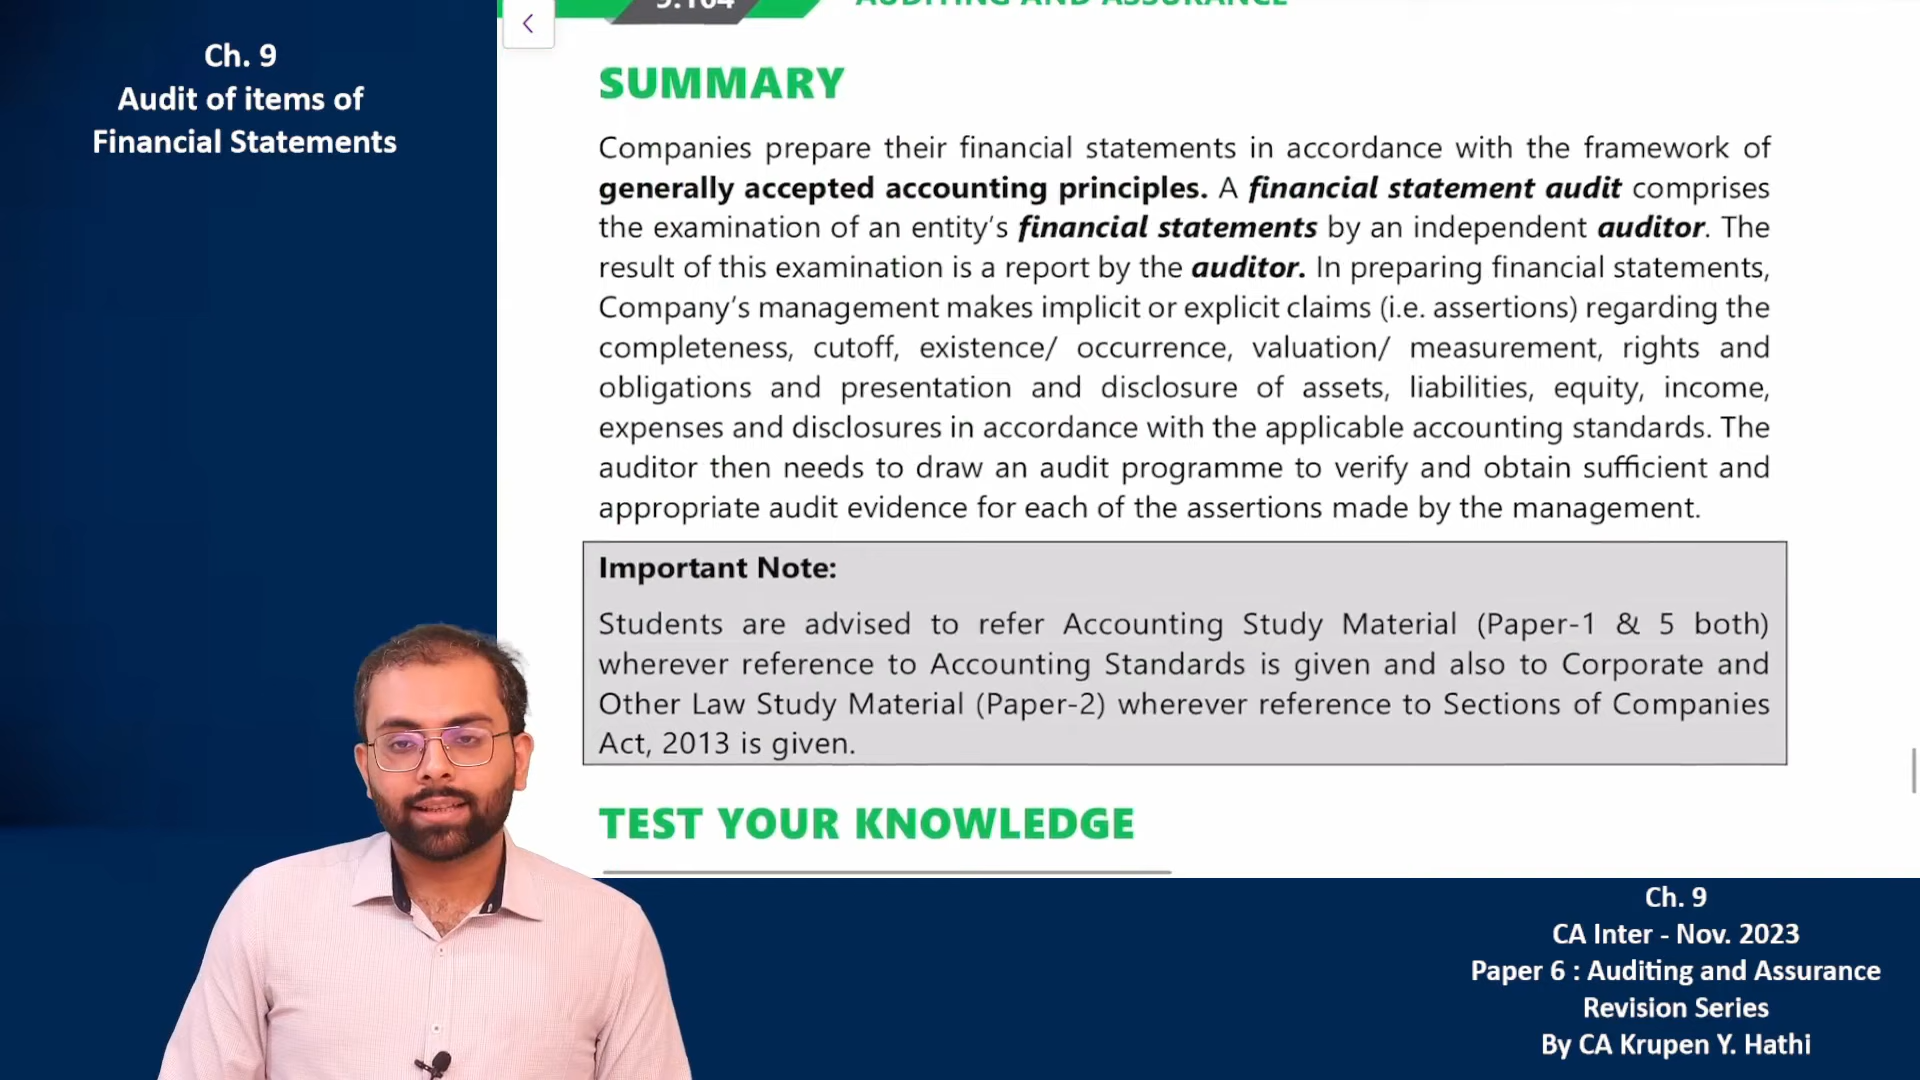 Ch. 9
Audit of items of
Financial Statements
9.164
AUDITING AND ASSURANCE
SUMMARY
Companies prepare their financial statements in accordance with the framework of
generally accepted accounting principles. A financial statement audit comprises
the examination of an entity’s financial statements by an independent auditor. The
result of this examination is a report by the auditor. In preparing financial statements,
Company’s management makes implicit or explicit claims (i.e. assertions) regarding the
completeness, cutoff, existence/ occurrence, valuation/ measurement, rights and
obligations and presentation and disclosure of assets, liabilities, equity, income,
expenses and disclosures in accordance with the applicable accounting standards. The
auditor then needs to draw an audit programme to verify and obtain sufficient and
appropriate audit evidence for each of the assertions made by the management.
Important Note:
Students are advised to refer Accounting Study Material (Paper-1 & 5 both)
wherever reference to Accounting Standards is given and also to Corporate and
Other Law Study Material (Paper-2) wherever reference to Sections of Companies
Act, 2013 is given.
TEST YOUR KNOWLEDGE
Ch. 9
CA Inter - Nov. 2023
Paper 6 : Auditing and Assurance
Revision Series
By CA Krupen Y. Hathi